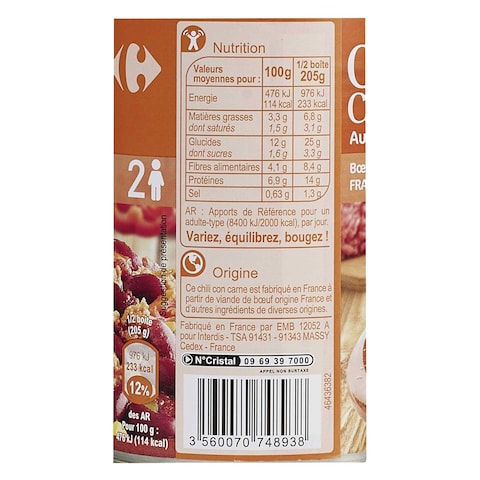 Nutrition
Valeurs moyennes pour : 100g 1/2 boîte 205g
Energie 476 kJ 114 kcal 976 kJ 233 kcal
Matières grasses 3,3 g 6,8 g
dont saturés 1,5 g 3,1 g
Glucides 12 g 25 g
dont sucres 1,6 g 3,3 g
Fibres alimentaires 4,1 g 8,4 g
Protéines 6,9 g 14 g
Sel 0,63 g 1,3 g
AR : Apports de Référence pour un
adulte-type (8400 kJ/2000 kcal), par jour.
Variez, équilibrez, bougez !
Origine
Ce chili con carne est fabriqué en France à
partir de viande de bœuf origine France et
d'autres ingrédients de diverses origines.
Fabriqué en France par EMB 12052 A
pour Interdis - TSA 91431 - 91343 MASSY
Cedex - France
N°Cristal 09 69 39 7000
APPEL NON SURTAXÉ
3 560070 748938
46436382
2
Suggestion de présentation
1/2 boîte
(205 g)
976 kJ
233 kcal
12%
des AR
Pour 100 g :
476 kJ (114 kcal)
C
C
Au
Bœ
FRA